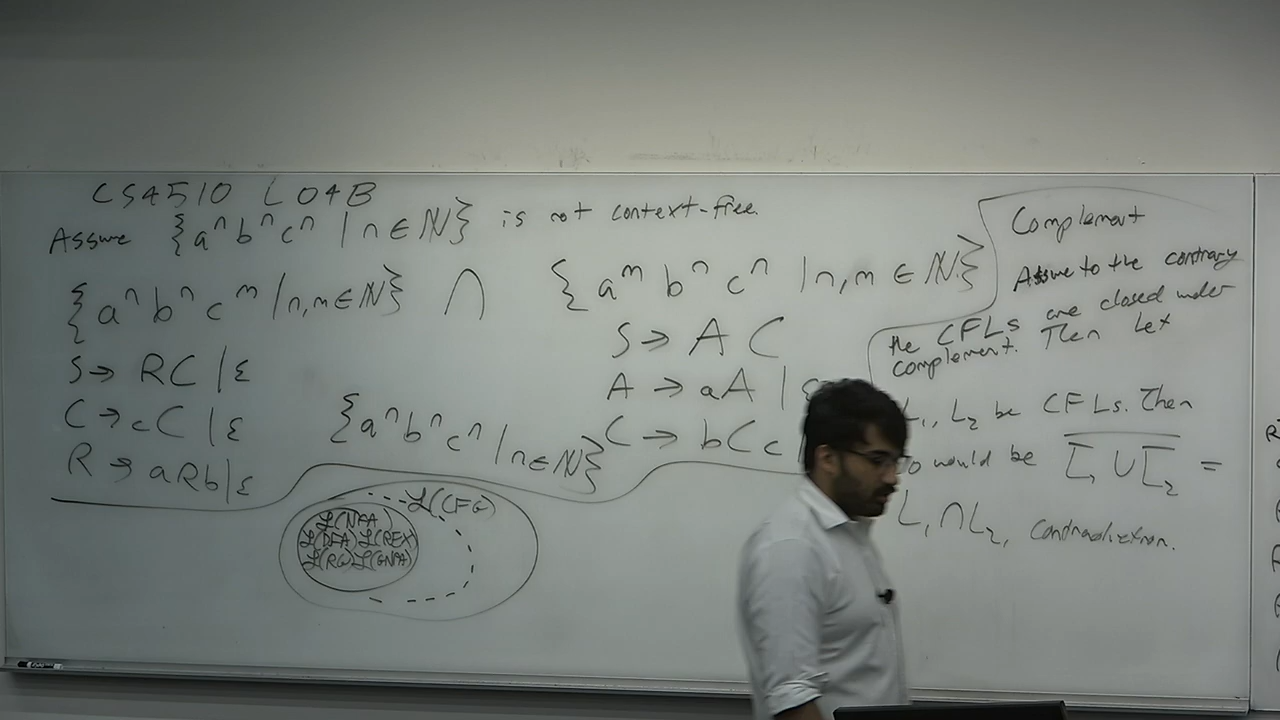 CS4510 L04B
Assume {aⁿbⁿcⁿ | n ∈ ℕ} is not context-free.
{aⁿbⁿcᵐ | n,m ∈ ℕ} ∩ {aᵐbⁿcⁿ | n,m ∈ ℕ}
S → RC | ε
C → cC | ε
R → aRb | ε
S → AC
A → aA | ε
C → bCc |
{aⁿbⁿcⁿ | n ∈ ℕ}
ℒ(CFG)
ℒ(NFA)
ℒ(DFA) ℒ(REX)
ℒ(RG) ℒ(GNFA)
Complement
Assume to the contrary
the CFLs are closed under
complement. Then let
L₁, L₂ be CFLs. Then
so would be L̅₁ ∪ L̅₂ =
L₁ ∩ L₂, contradiction.